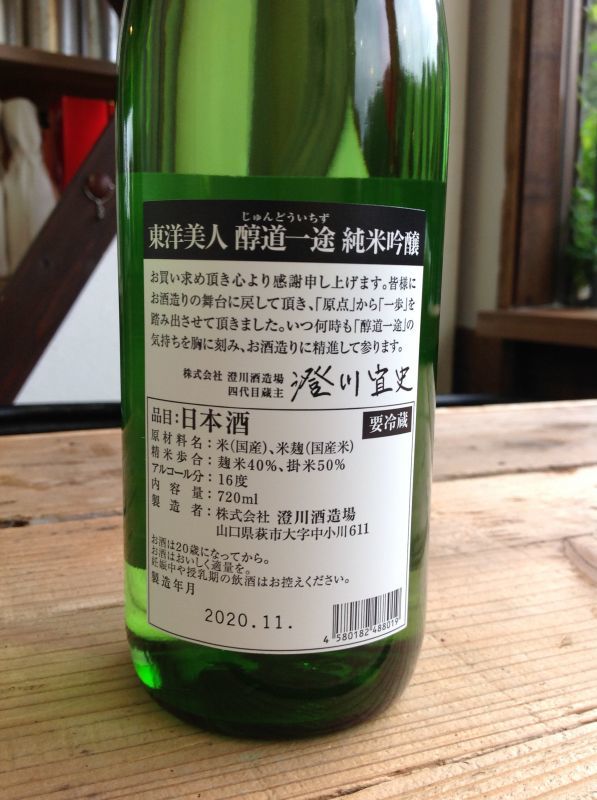 じゅんどういちず
東洋美人 醇道一途 純米吟醸
お買い求め頂き心より感謝申し上げます。皆様に
お酒造りの舞台に戻して頂き、「原点」から「一歩」を
踏み出させて頂きました。いつ何時も「醇道一途」の
気持ちを胸に刻み、お酒造りに精進して参ります。
株式会社 澄川酒造場
四代目蔵主 澄川宜史
品目：日本酒 要冷蔵
原材料名：米(国産)、米麹(国産米)
精米歩合：麹米40%、掛米50%
アルコール分：16度
内容量：720ml
製造者：株式会社 澄川酒造場
山口県萩市大字中小川611
お酒は20歳になってから。
お酒はおいしく適量を。
妊娠中や授乳期の飲酒はお控えください。
製造年月
2020.11.
4 580182 488019